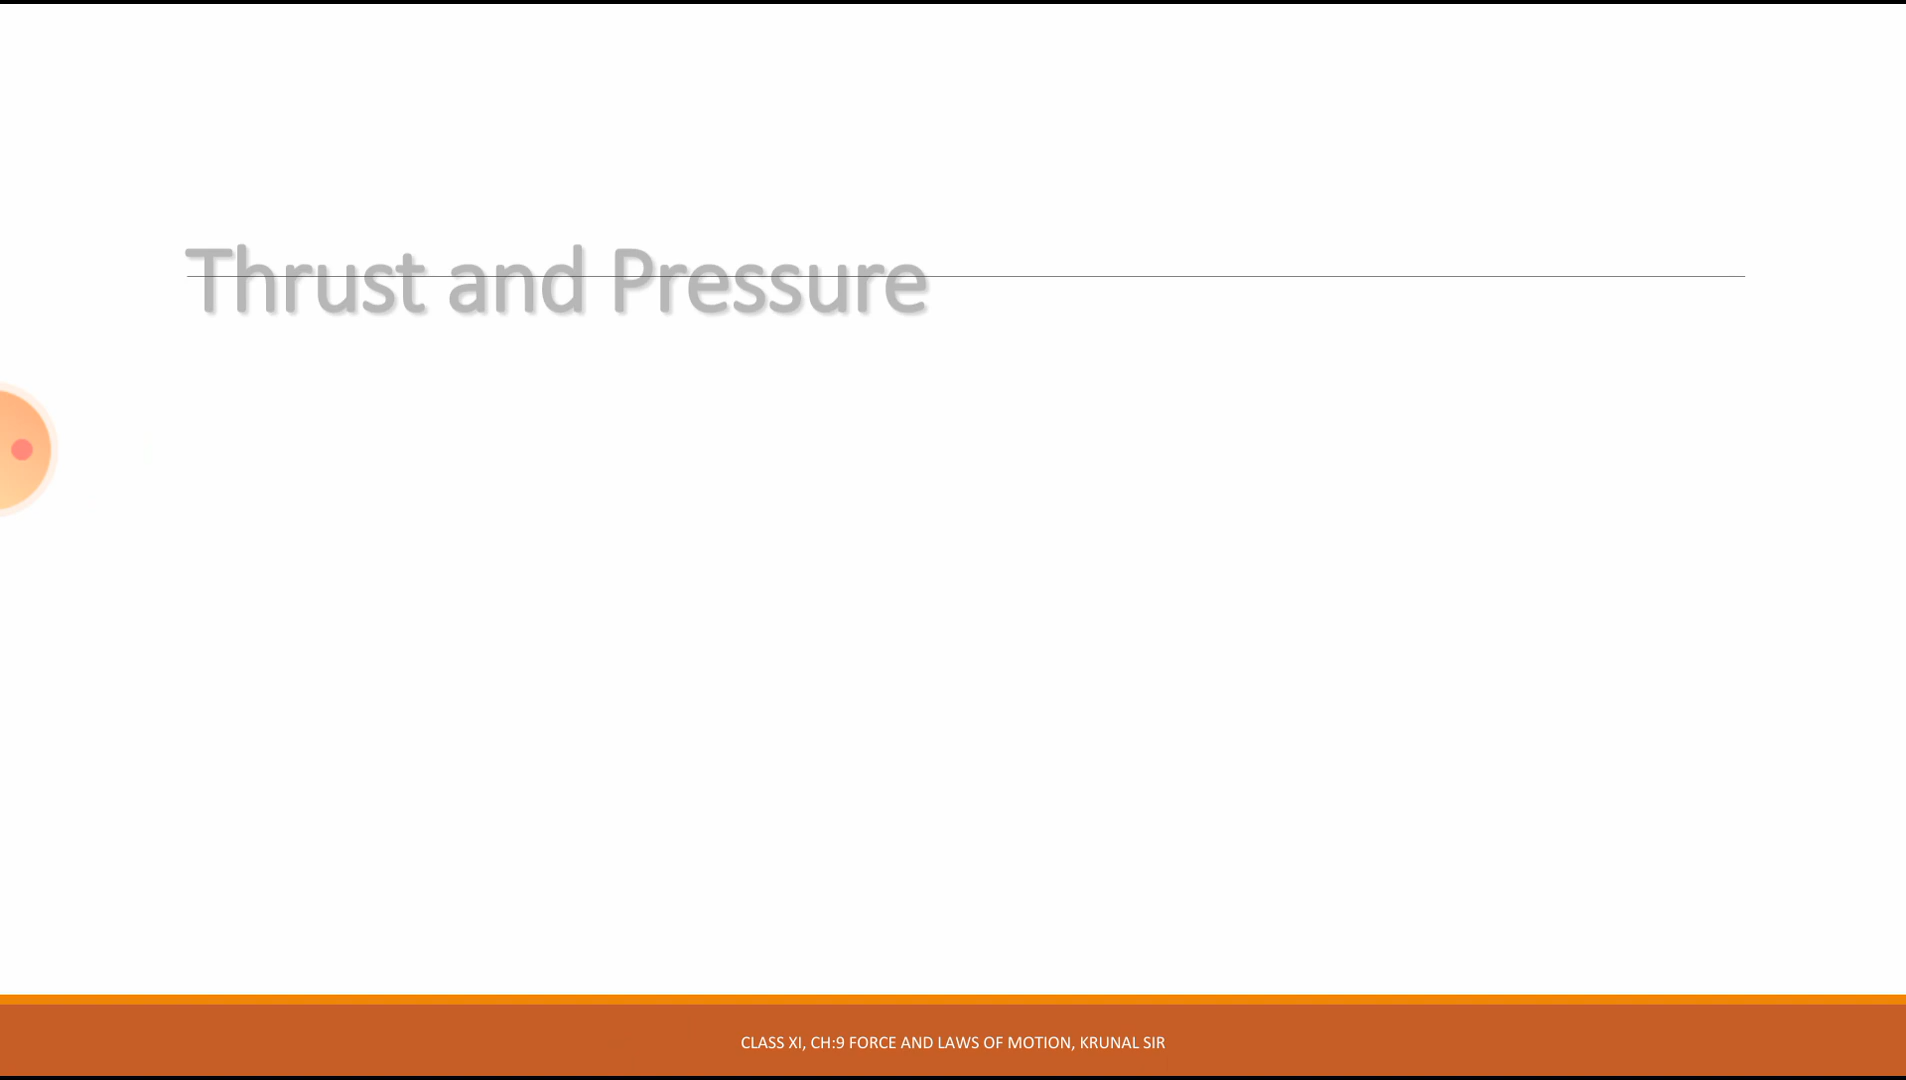 Thrust and Pressure
CLASS XI, CH:9 FORCE AND LAWS OF MOTION, KRUNAL SIR